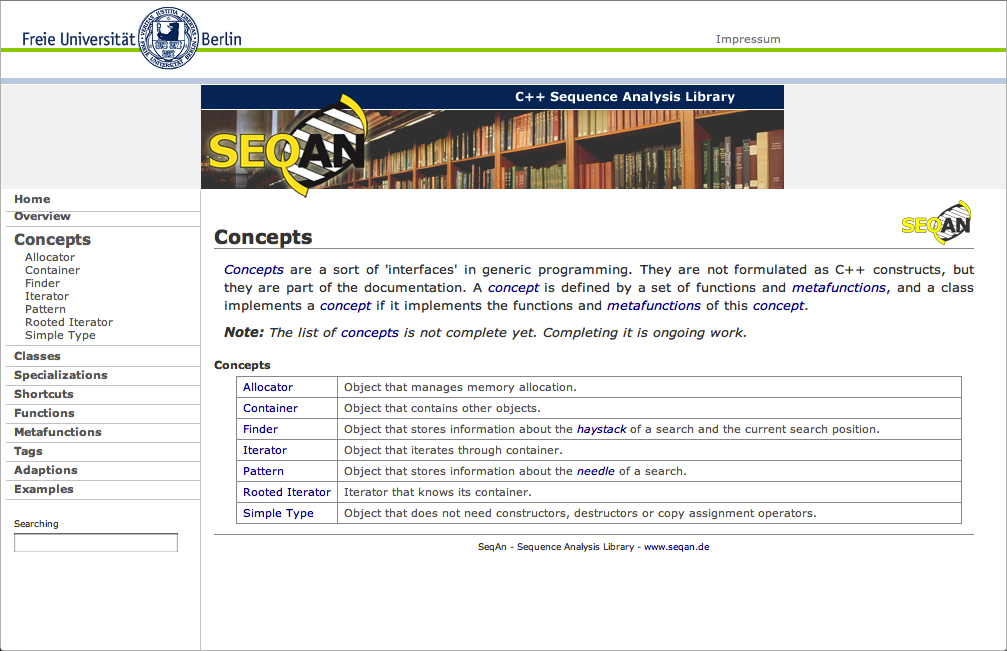 Freie Universität Berlin
Impressum
C++ Sequence Analysis Library
SEQAN
Home
Overview
Concepts
Allocator
Container
Finder
Iterator
Pattern
Rooted Iterator
Simple Type
Classes
Specializations
Shortcuts
Functions
Metafunctions
Tags
Adaptions
Examples
Searching
SEQAN
Concepts
Concepts are a sort of 'interfaces' in generic programming. They are not formulated as C++ constructs, but
they are part of the documentation. A concept is defined by a set of functions and metafunctions, and a class
implements a concept if it implements the functions and metafunctions of this concept.
Note: The list of concepts is not complete yet. Completing it is ongoing work.
Concepts
Allocator Object that manages memory allocation.
Container Object that contains other objects.
Finder Object that stores information about the haystack of a search and the current search position.
Iterator Object that iterates through container.
Pattern Object that stores information about the needle of a search.
Rooted Iterator Iterator that knows its container.
Simple Type Object that does not need constructors, destructors or copy assignment operators.
SeqAn - Sequence Analysis Library - www.seqan.de